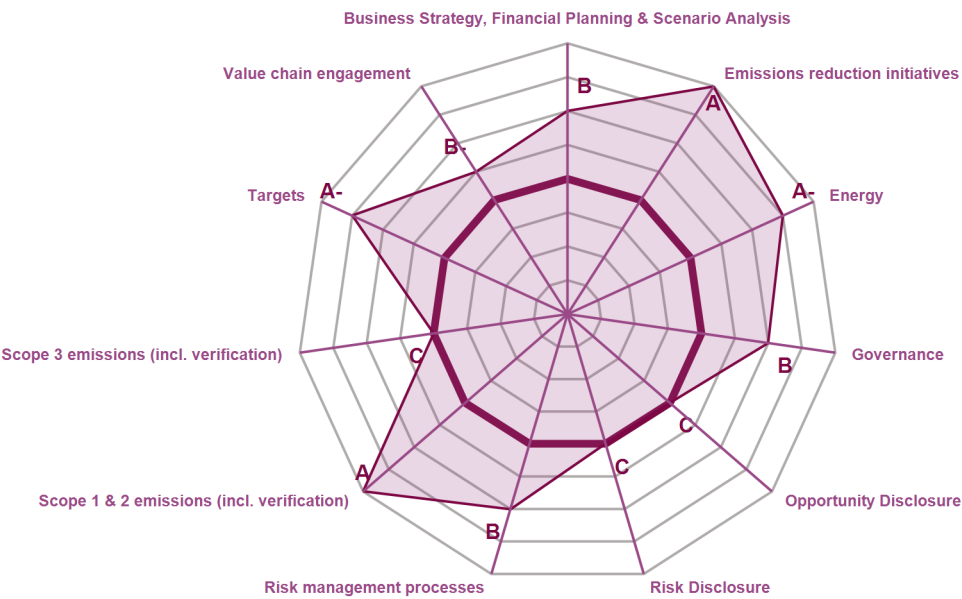 Business Strategy, Financial Planning & Scenario Analysis
Value chain engagement
Emissions reduction initiatives
B
A
B-
Targets
A-
A-
Energy
Scope 3 emissions (incl. verification)
C
B
Governance
C
A
C
Scope 1 & 2 emissions (incl. verification)
Opportunity Disclosure
B
Risk management processes
Risk Disclosure